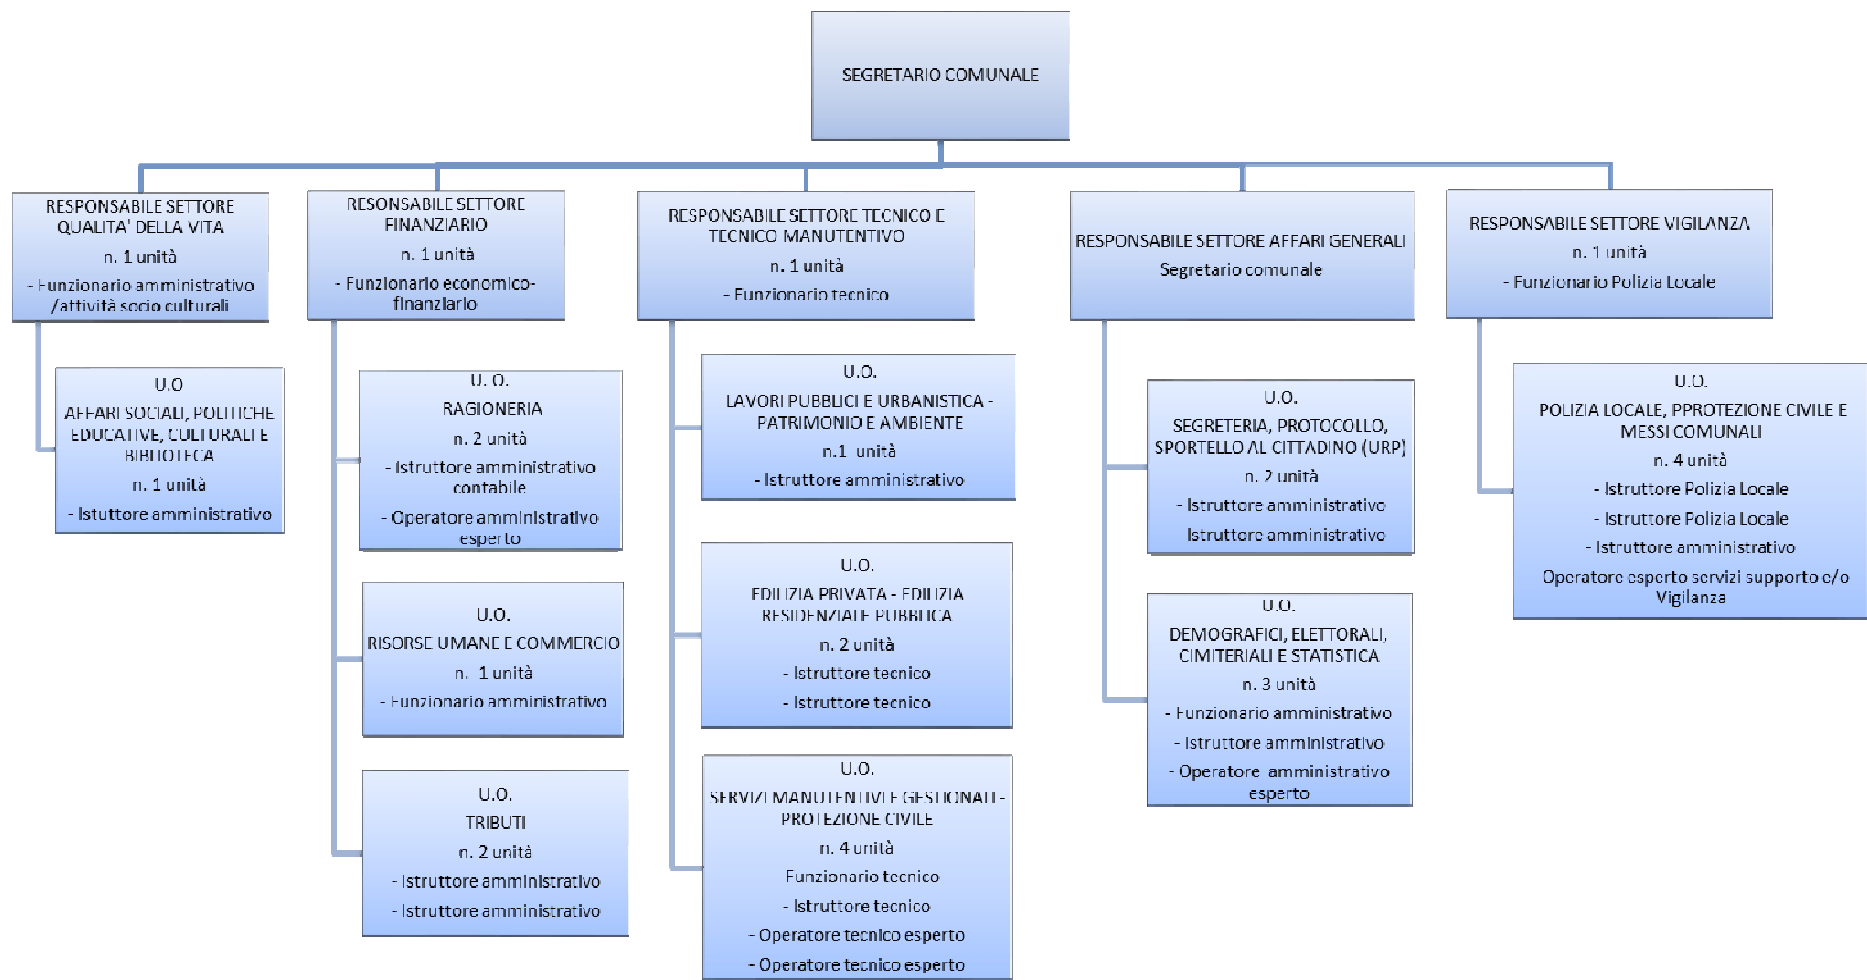 SEGRETARIO COMUNALE
RESPONSABILE SETTORE
QUALITA' DELLA VITA
n. 1 unità
- Funzionario amministrativo
/attività socio culturali
U.O
AFFARI SOCIALI, POLITICHE
EDUCATIVE, CULTURALI E
BIBLIOTECA
n. 1 unità
- Istuttore amministrativo
RESONSABILE SETTORE
FINANZIARIO
n. 1 unità
- Funzionario economico-
finanziario
U. O.
RAGIONERIA
n. 2 unità
- Istruttore amministrativo
contabile
- Operatore amministrativo
esperto
U.O.
RISORSE UMANE E COMMERCIO
n. 1 unità
- Funzionario amministrativo
U.O.
TRIBUTI
n. 2 unità
- Istruttore amministrativo
- Istruttore amministrativo
RESPONSABILE SETTORE TECNICO E
TECNICO MANUTENTIVO
n. 1 unità
- Funzionario tecnico
U.O.
LAVORI PUBBLICI E URBANISTICA -
PATRIMONIO E AMBIENTE
n.1 unità
- Istruttore amministrativo
U.O.
EDILIZIA PRIVATA - EDILIZIA
RESIDENZIALE PUBBLICA
n. 2 unità
- Istruttore tecnico
- Istruttore tecnico
U.O.
SERVIZI MANUTENTIVI E GESTIONALI -
PROTEZIONE CIVILE
n. 4 unità
Funzionario tecnico
- Istruttore tecnico
- Operatore tecnico esperto
- Operatore tecnico esperto
RESPONSABILE SETTORE AFFARI GENERALI
Segretario comunale
U.O.
SEGRETERIA, PROTOCOLLO,
SPORTELLO AL CITTADINO (URP)
n. 2 unità
- Istruttore amministrativo
Istruttore amministrativo
U.O.
DEMOGRAFICI, ELETTORALI,
CIMITERIALI E STATISTICA
n. 3 unità
- Funzionario amministrativo
- Istruttore amministrativo
- Operatore amministrativo
esperto
RESPONSABILE SETTORE VIGILANZA
n. 1 unità
- Funzionario Polizia Locale
U.O.
POLIZIA LOCALE, PPROTEZIONE CIVILE E
MESSI COMUNALI
n. 4 unità
- Istruttore Polizia Locale
- Istruttore Polizia Locale
- Istruttore amministrativo
Operatore esperto servizi supporto e/o
Vigilanza